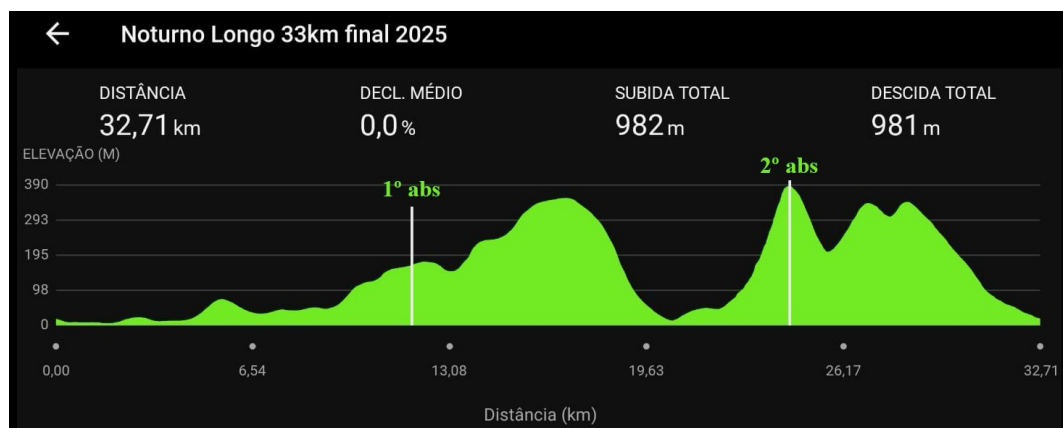 Noturno Longo 33km final 2025
DISTÂNCIA DECL. MÉDIO SUBIDA TOTAL DESCIDA TOTAL
32,71 km 0,0 % 982 m 981 m
ELEVAÇÃO (M)
2º abs
390
1º abs
293
195
98
0
0,00 6,54 13,08 19,63 26,17 32,71
Distância (km)